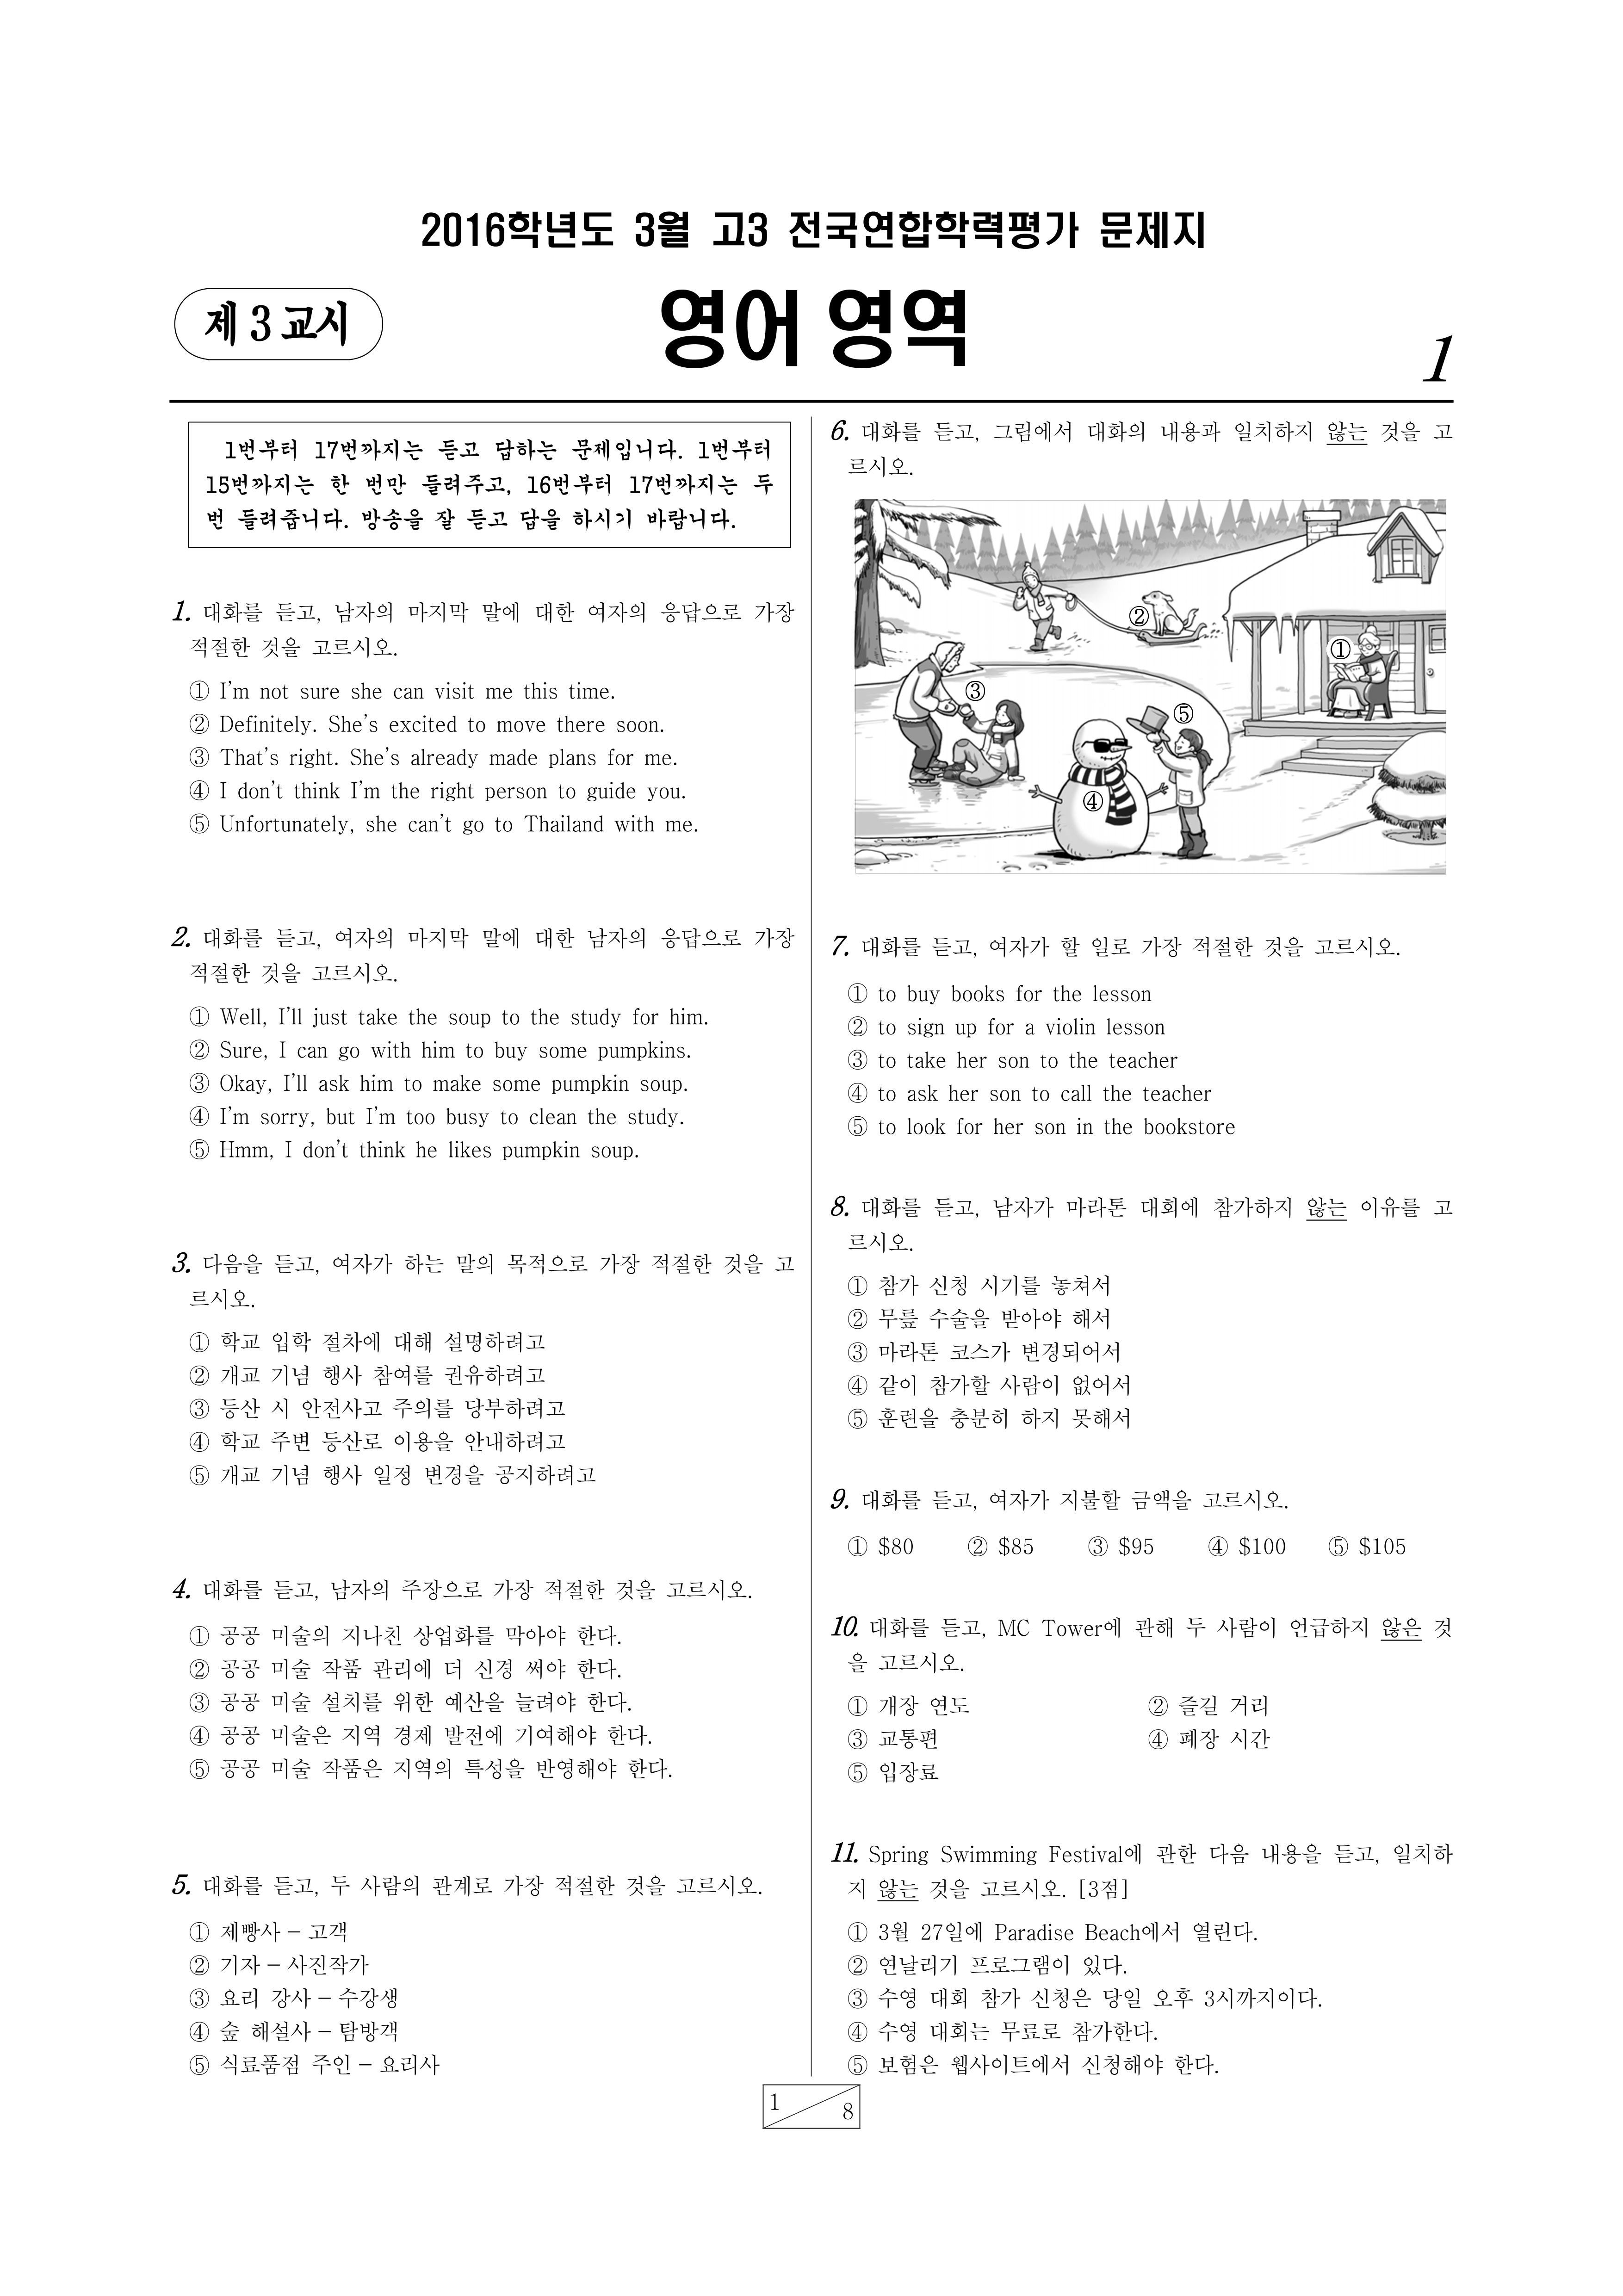 2016학년도 3월 고3 전국연합학력평가 문제지
제 3 교시
영어 영역
1
1번부터 17번까지는 듣고 답하는 문제입니다. 1번부터
15번까지는 한 번만 들려주고, 16번부터 17번까지는 두
번 들려줍니다. 방송을 잘 듣고 답을 하시기 바랍니다.
1. 대화를 듣고, 남자의 마지막 말에 대한 여자의 응답으로 가장
적절한 것을 고르시오.
① I'm not sure she can visit me this time.
② Definitely. She's excited to move there soon.
③ That's right. She's already made plans for me.
④ I don't think I'm the right person to guide you.
⑤ Unfortunately, she can't go to Thailand with me.
2. 대화를 듣고, 여자의 마지막 말에 대한 남자의 응답으로 가장
적절한 것을 고르시오.
① Well, I'll just take the soup to the study for him.
② Sure, I can go with him to buy some pumpkins.
③ Okay, I'll ask him to make some pumpkin soup.
④ I'm sorry, but I'm too busy to clean the study.
⑤ Hmm, I don't think he likes pumpkin soup.
3. 다음을 듣고, 여자가 하는 말의 목적으로 가장 적절한 것을 고
르시오.
① 학교 입학 절차에 대해 설명하려고
② 개교 기념 행사 참여를 권유하려고
③ 등산 시 안전사고 주의를 당부하려고
④ 학교 주변 등산로 이용을 안내하려고
⑤ 개교 기념 행사 일정 변경을 공지하려고
4. 대화를 듣고, 남자의 주장으로 가장 적절한 것을 고르시오.
① 공공 미술의 지나친 상업화를 막아야 한다.
② 공공 미술 작품 관리에 더 신경 써야 한다.
③ 공공 미술 설치를 위한 예산을 늘려야 한다.
④ 공공 미술은 지역 경제 발전에 기여해야 한다.
⑤ 공공 미술 작품은 지역의 특성을 반영해야 한다.
5. 대화를 듣고, 두 사람의 관계로 가장 적절한 것을 고르시오.
① 제빵사 – 고객
② 기자 – 사진작가
③ 요리 강사 – 수강생
④ 숲 해설사 – 탐방객
⑤ 식료품점 주인 – 요리사
6. 대화를 듣고, 그림에서 대화의 내용과 일치하지 않는 것을 고
르시오.
②
①
③
⑤
④
7. 대화를 듣고, 여자가 할 일로 가장 적절한 것을 고르시오.
① to buy books for the lesson
② to sign up for a violin lesson
③ to take her son to the teacher
④ to ask her son to call the teacher
⑤ to look for her son in the bookstore
8. 대화를 듣고, 남자가 마라톤 대회에 참가하지 않는 이유를 고
르시오.
① 참가 신청 시기를 놓쳐서
② 무릎 수술을 받아야 해서
③ 마라톤 코스가 변경되어서
④ 같이 참가할 사람이 없어서
⑤ 훈련을 충분히 하지 못해서
9. 대화를 듣고, 여자가 지불할 금액을 고르시오.
① $80 ② $85 ③ $95 ④ $100 ⑤ $105
10. 대화를 듣고, MC Tower에 관해 두 사람이 언급하지 않은 것
을 고르시오.
① 개장 연도 ② 즐길 거리
③ 교통편 ④ 폐장 시간
⑤ 입장료
11. Spring Swimming Festival에 관한 다음 내용을 듣고, 일치하
지 않는 것을 고르시오. [3점]
① 3월 27일에 Paradise Beach에서 열린다.
② 연날리기 프로그램이 있다.
③ 수영 대회 참가 신청은 당일 오후 3시까지이다.
④ 수영 대회는 무료로 참가한다.
⑤ 보험은 웹사이트에서 신청해야 한다.
1
8